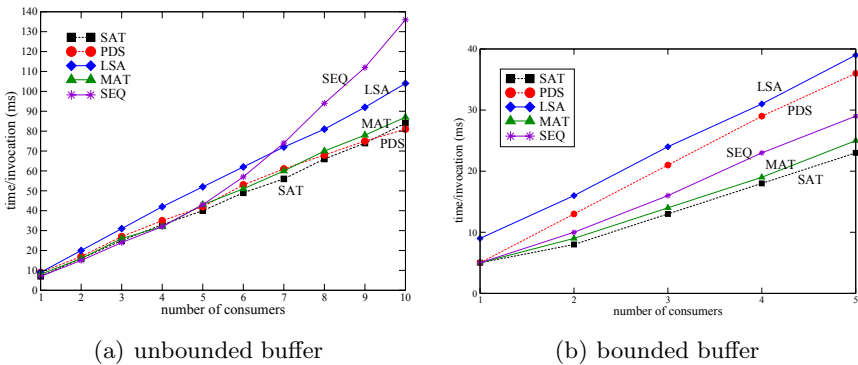 140
130
120
110
100
90
80
70
60
50
40
30
20
10
0
time/invocation (ms)
SAT
PDS
LSA
MAT
SEQ
SEQ
LSA
MAT
PDS
SAT
1 2 3 4 5 6 7 8 9 10
number of consumers
(a) unbounded buffer
40
30
20
10
0
time/invocation (ms)
SAT
PDS
LSA
MAT
SEQ
LSA
PDS
SEQ
MAT
SAT
1 2 3 4 5
number of consumers
(b) bounded buffer